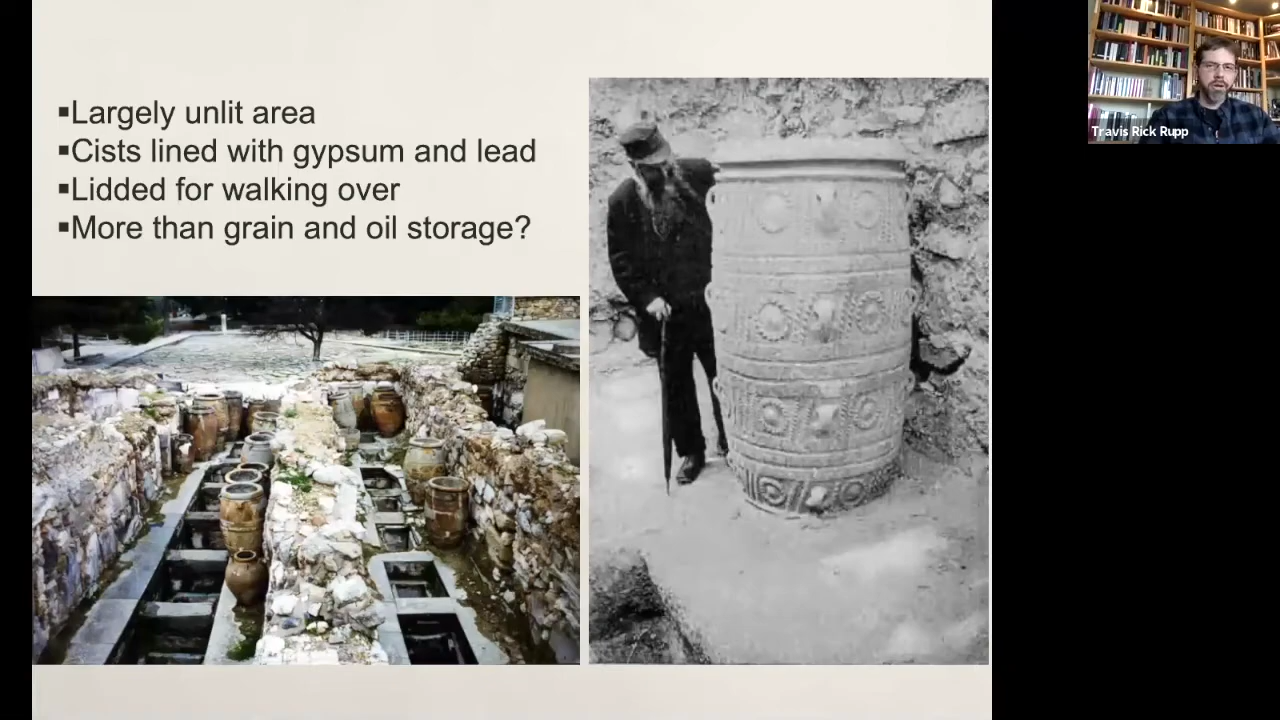 ▪Largely unlit area
▪Cists lined with gypsum and lead
▪Lidded for walking over
▪More than grain and oil storage?
Travis Rick Rupp